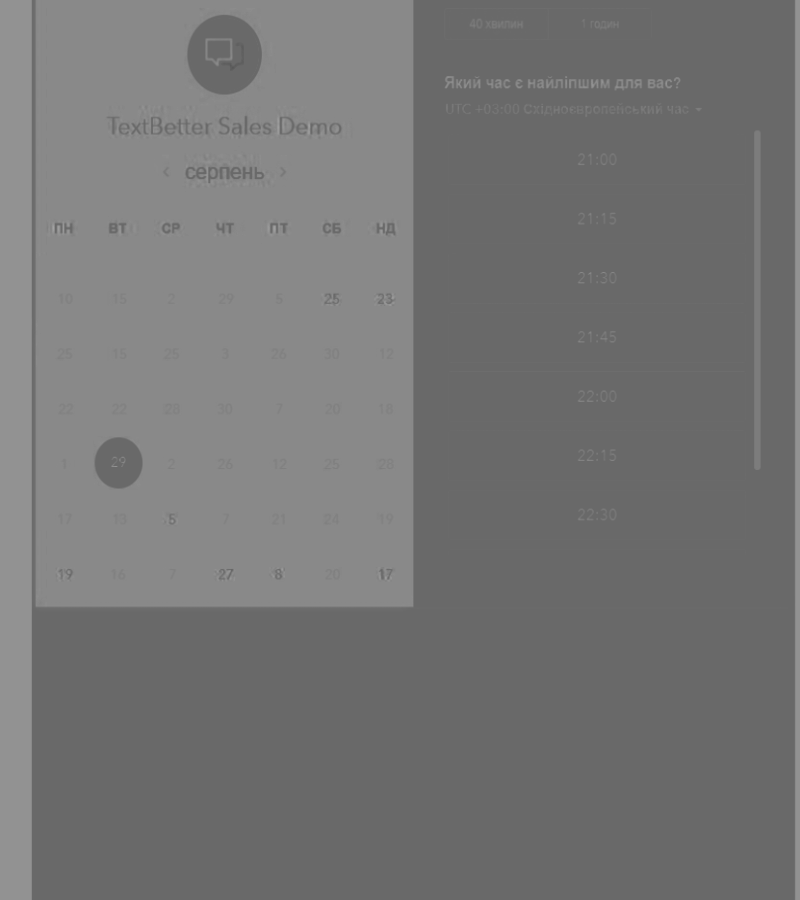 40 хвилин 1 годин
Який час є найліпшим для вас?
UTC +03:00 Східноєвропейський час
TextBetter Sales Demo
серпень
ПН ВТ СР ЧТ ПТ СБ НД
10 15 2 29 5 25 23
25 15 25 3 26 30 12
22 22 28 30 7 20 18
1 29 2 26 12 25 28
17 13 5 7 21 24 19
19 16 7 27 8 20 17
21:00
21:15
21:30
21:45
22:00
22:15
22:30